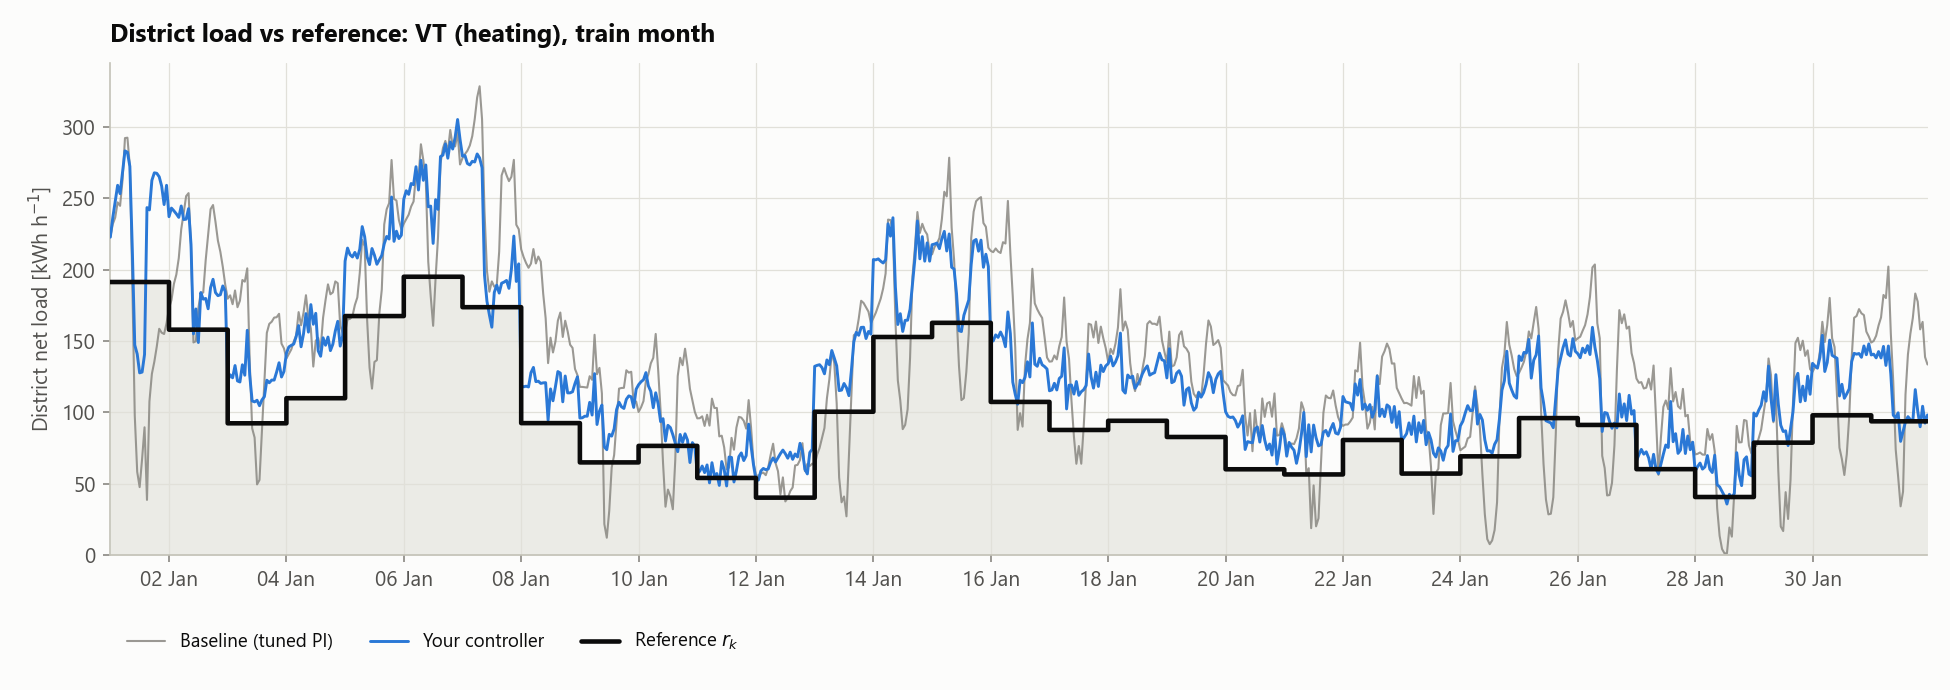 District load vs reference: VT (heating), train month
District net load [kWh h⁻¹]
300
250
200
150
100
50
0
02 Jan 04 Jan 06 Jan 08 Jan 10 Jan 12 Jan 14 Jan 16 Jan 18 Jan 20 Jan 22 Jan 24 Jan 26 Jan 28 Jan 30 Jan
Baseline (tuned PI) Your controller Reference rₖ